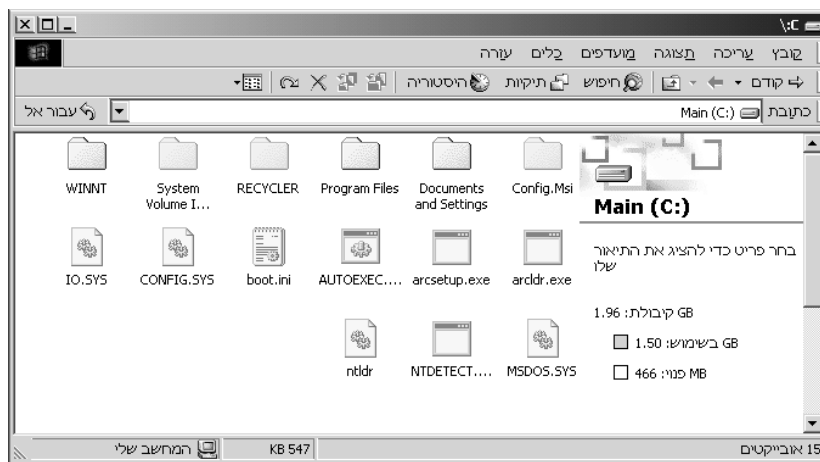 C:\
קובץ עריכה תצוגה מועדפים כלים עזרה
קודם חיפוש תיקיות היסטוריה
כתובת Main (C:) עבור אל
Main (C:)
בחר פריט כדי להציג את התיאור
שלו
קיבולת: 1.96 GB
בשימוש: 1.50 GB
פנוי: 466 MB
Config.Msi
Documents
and Settings
Program Files
RECYCLER
System
Volume I...
WINNT
arcldr.exe
arcsetup.exe
AUTOEXEC....
boot.ini
CONFIG.SYS
IO.SYS
MSDOS.SYS
NTDETECT....
ntldr
15 אובייקטים
547 KB
המחשב שלי